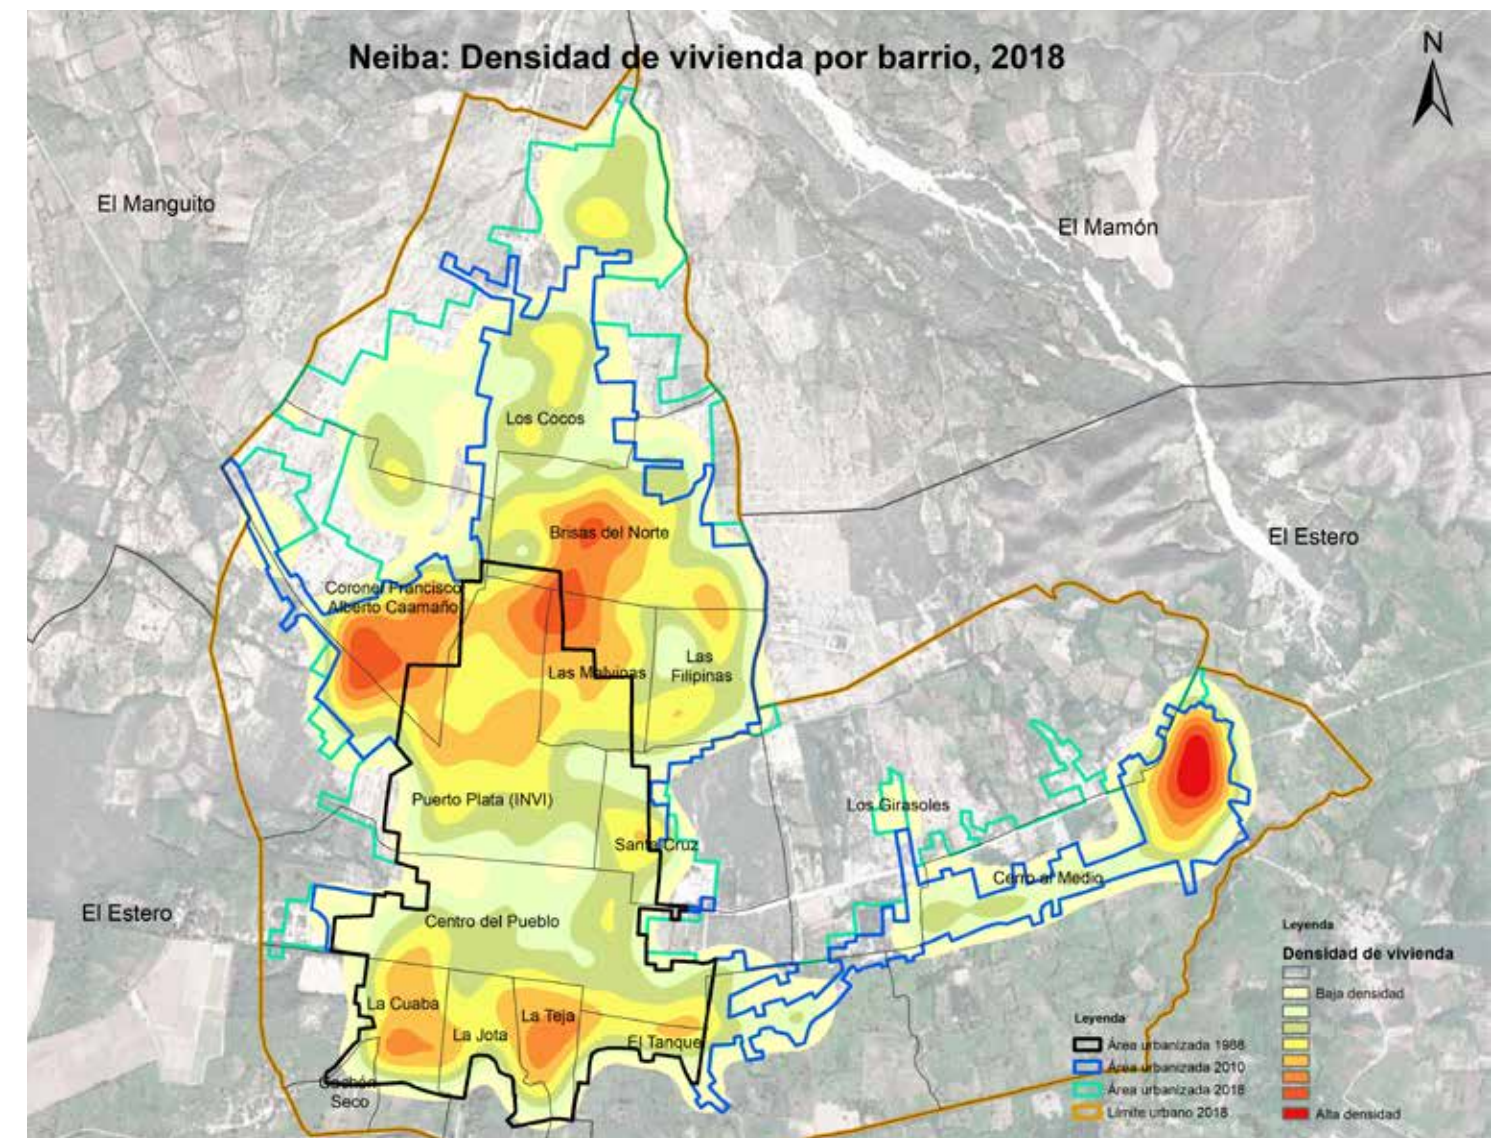 Neiba: Densidad de vivienda por barrio, 2018
N
El Manguito
El Mamón
Los Cocos
Brisas del Norte
El Estero
Coronel Francisco
Alberto Caamaño
Las Malvinas
Las
Filipinas
Puerto Plata (INVI)
Los Girasoles
Santa Cruz
Cerro al Medio
El Estero
Centro del Pueblo
La Cuaba
La Jota
La Teja
El Tanque
Cachón
Seco
Leyenda
Densidad de vivienda
Baja densidad
Alta densidad
Leyenda
Área urbanizada 1988
Área urbanizada 2010
Área urbanizada 2018
Límite urbano 2018